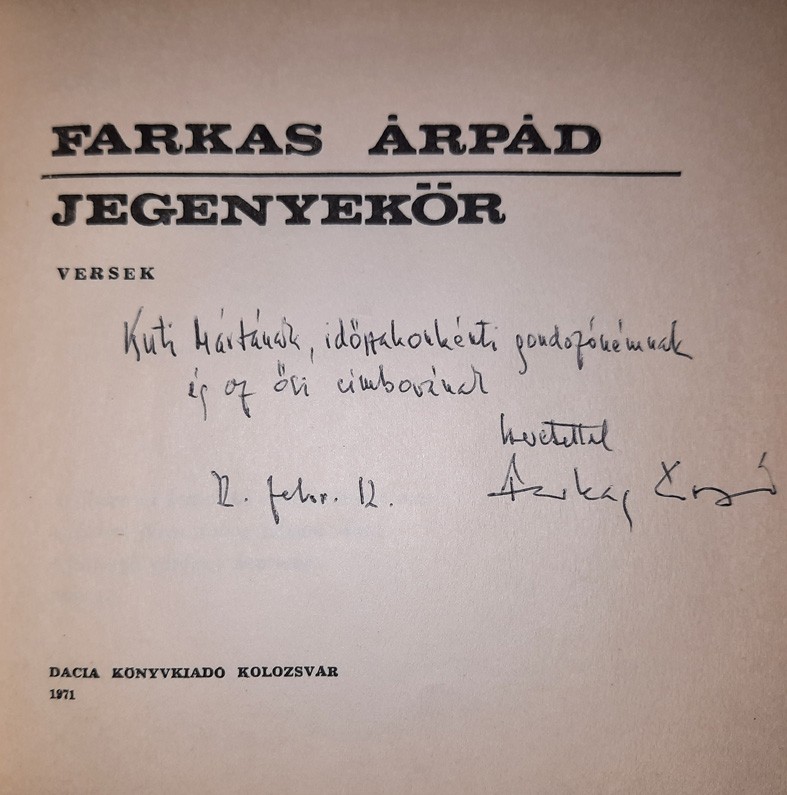 FARKAS ÁRPÁD
JEGENYEKÖR
VERSEK
Kuti Mártának, időszakonkénti gondozónémnak
és az ősi cimborának
szeretettel
72. febr. 12. Farkas Árpád
DACIA KÖNYVKIADÓ KOLOZSVÁR
1971